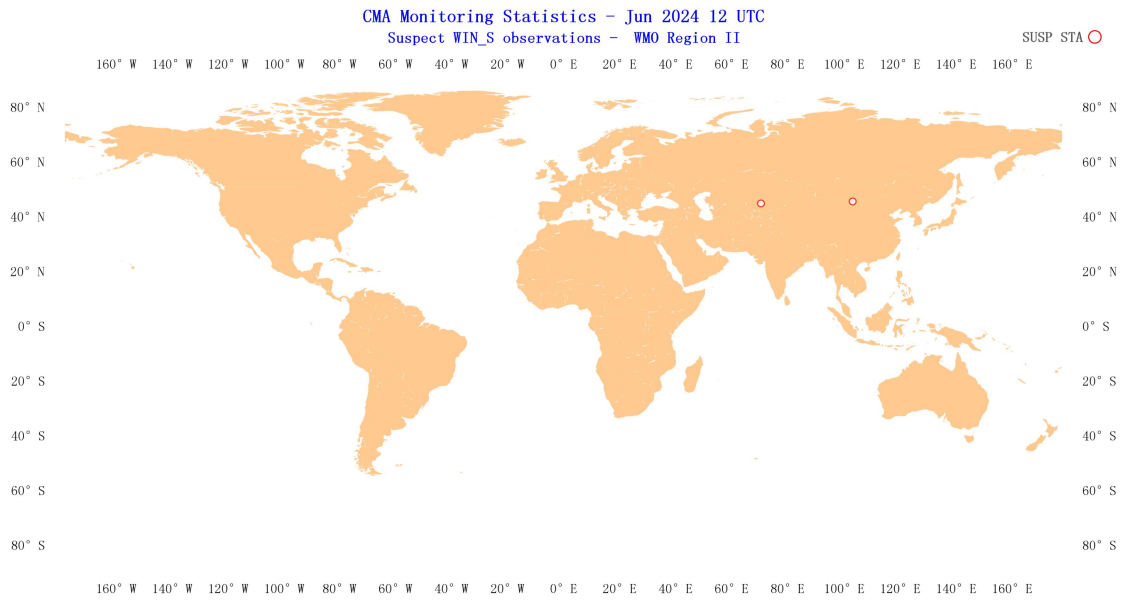 CMA Monitoring Statistics - Jun 2024 12 UTC
Suspect WIN_S observations - WMO Region II
SUSP STA
160° W 140° W 120° W 100° W 80° W 60° W 40° W 20° W 0° E 20° E 40° E 60° E 80° E 100° E 120° E 140° E 160° E
80° N 80° N
60° N 60° N
40° N 40° N
20° N 20° N
0° S 0° S
20° S 20° S
40° S 40° S
60° S 60° S
80° S 80° S
160° W 140° W 120° W 100° W 80° W 60° W 40° W 20° W 0° E 20° E 40° E 60° E 80° E 100° E 120° E 140° E 160° E